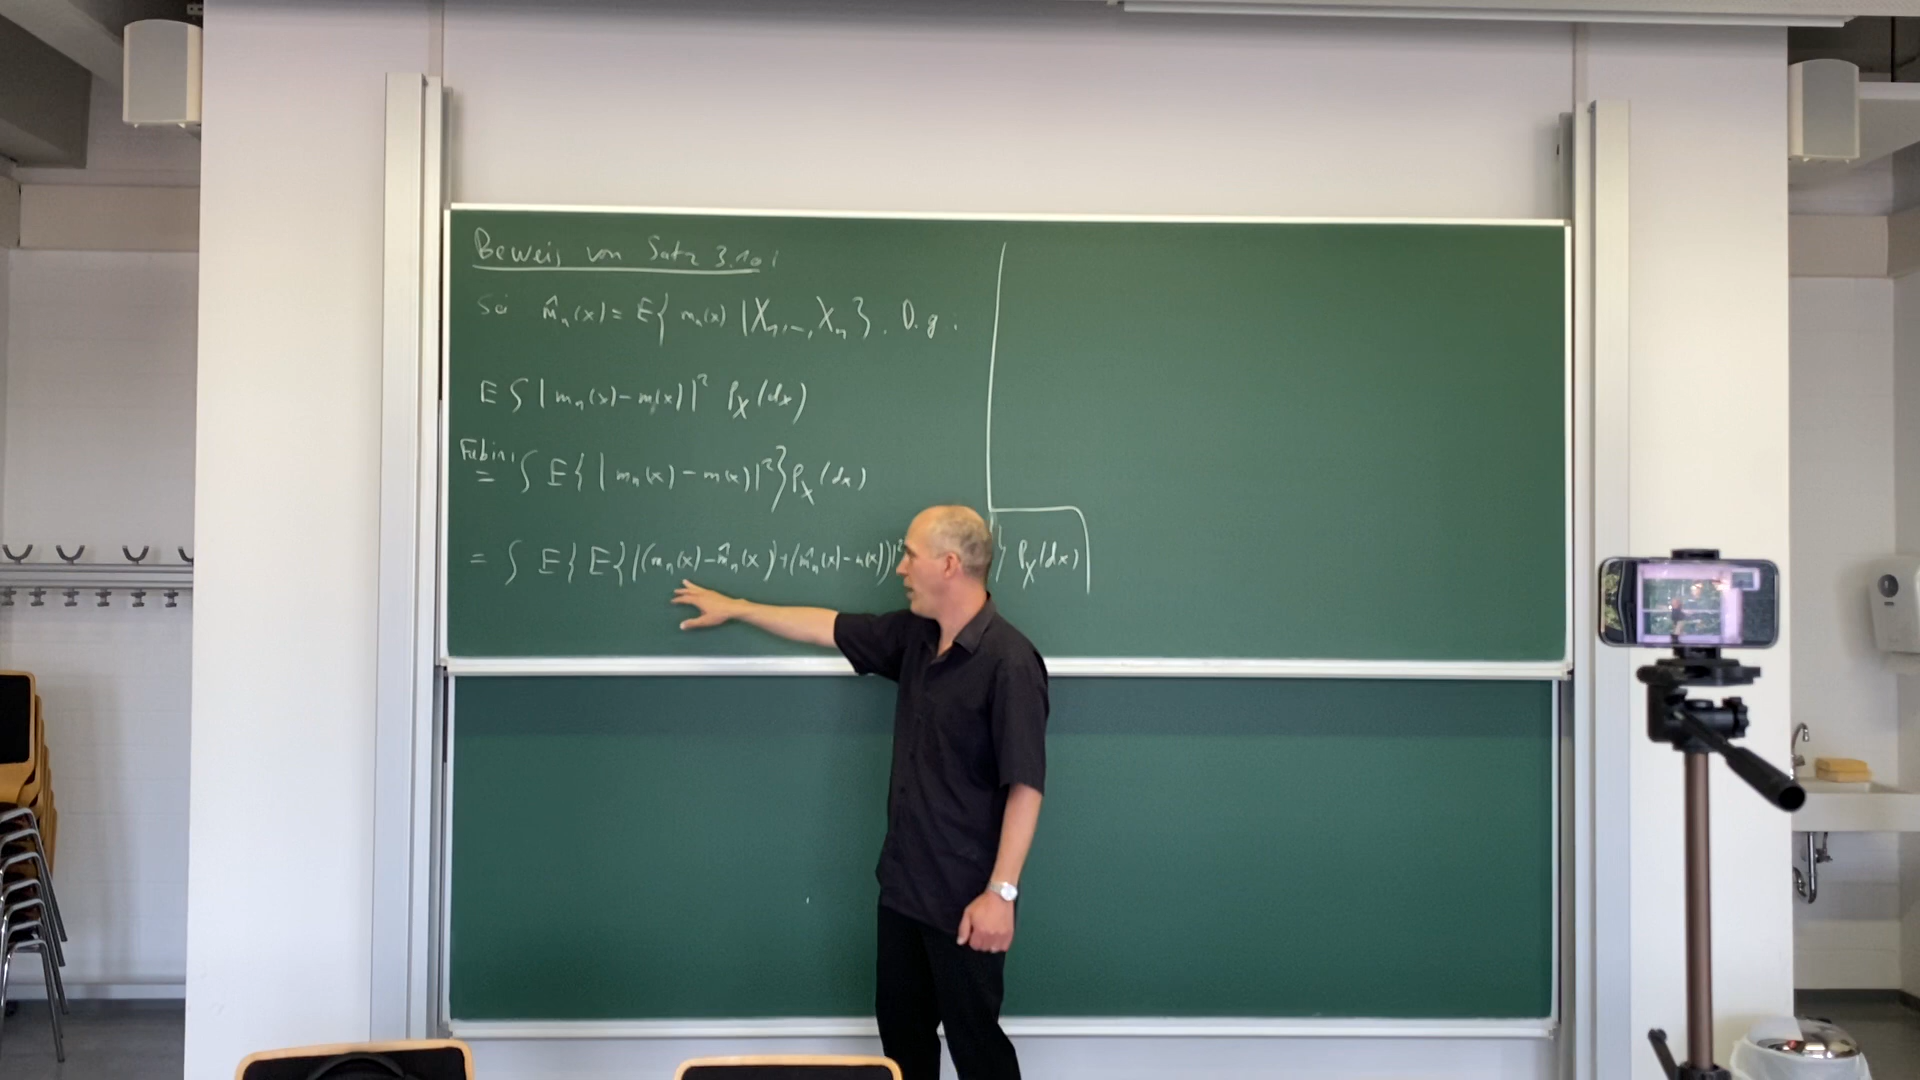 Beweis von Satz 3.10:
Sei m̂ₙ(x) = E{ mₙ(x) | X₁, ..., Xₙ }. D.g.:
E ∫ | mₙ(x) − m(x) |² P_X(dx)
Fubini
= ∫ E{ | mₙ(x) − m(x) |² } P_X(dx)
= ∫ E{ E{ | (mₙ(x) − m̂ₙ(x)) + (m̂ₙ(x) − m(x)) |² } P_X(dx)